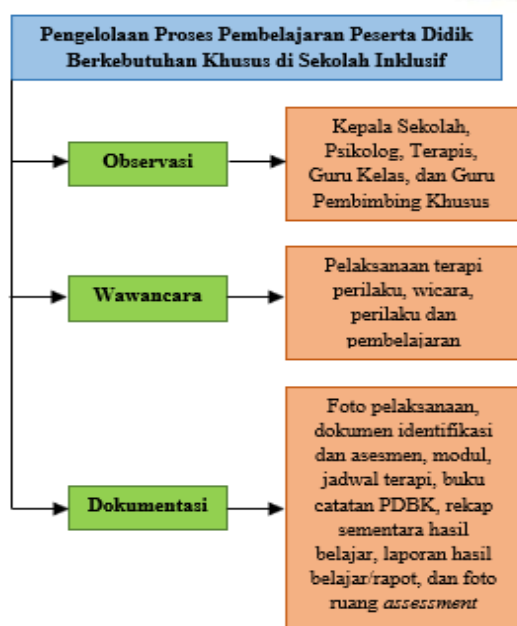 Pengelolaan Proses Pembelajaran Peserta Didik
Berkebutuhan Khusus di Sekolah Inklusif
Observasi
Kepala Sekolah,
Psikolog, Terapis,
Guru Kelas, dan Guru
Pembimbing Khusus
Wawancara
Pelaksanaan terapi
perilaku, wicara,
perilaku dan
pembelajaran
Dokumentasi
Foto pelaksanaan,
dokumen identifikasi
dan asesmen, modul,
jadwal terapi, buku
catatan PDBK, rekap
sementara hasil
belajar, laporan hasil
belajar/rapot, dan foto
ruang assessment